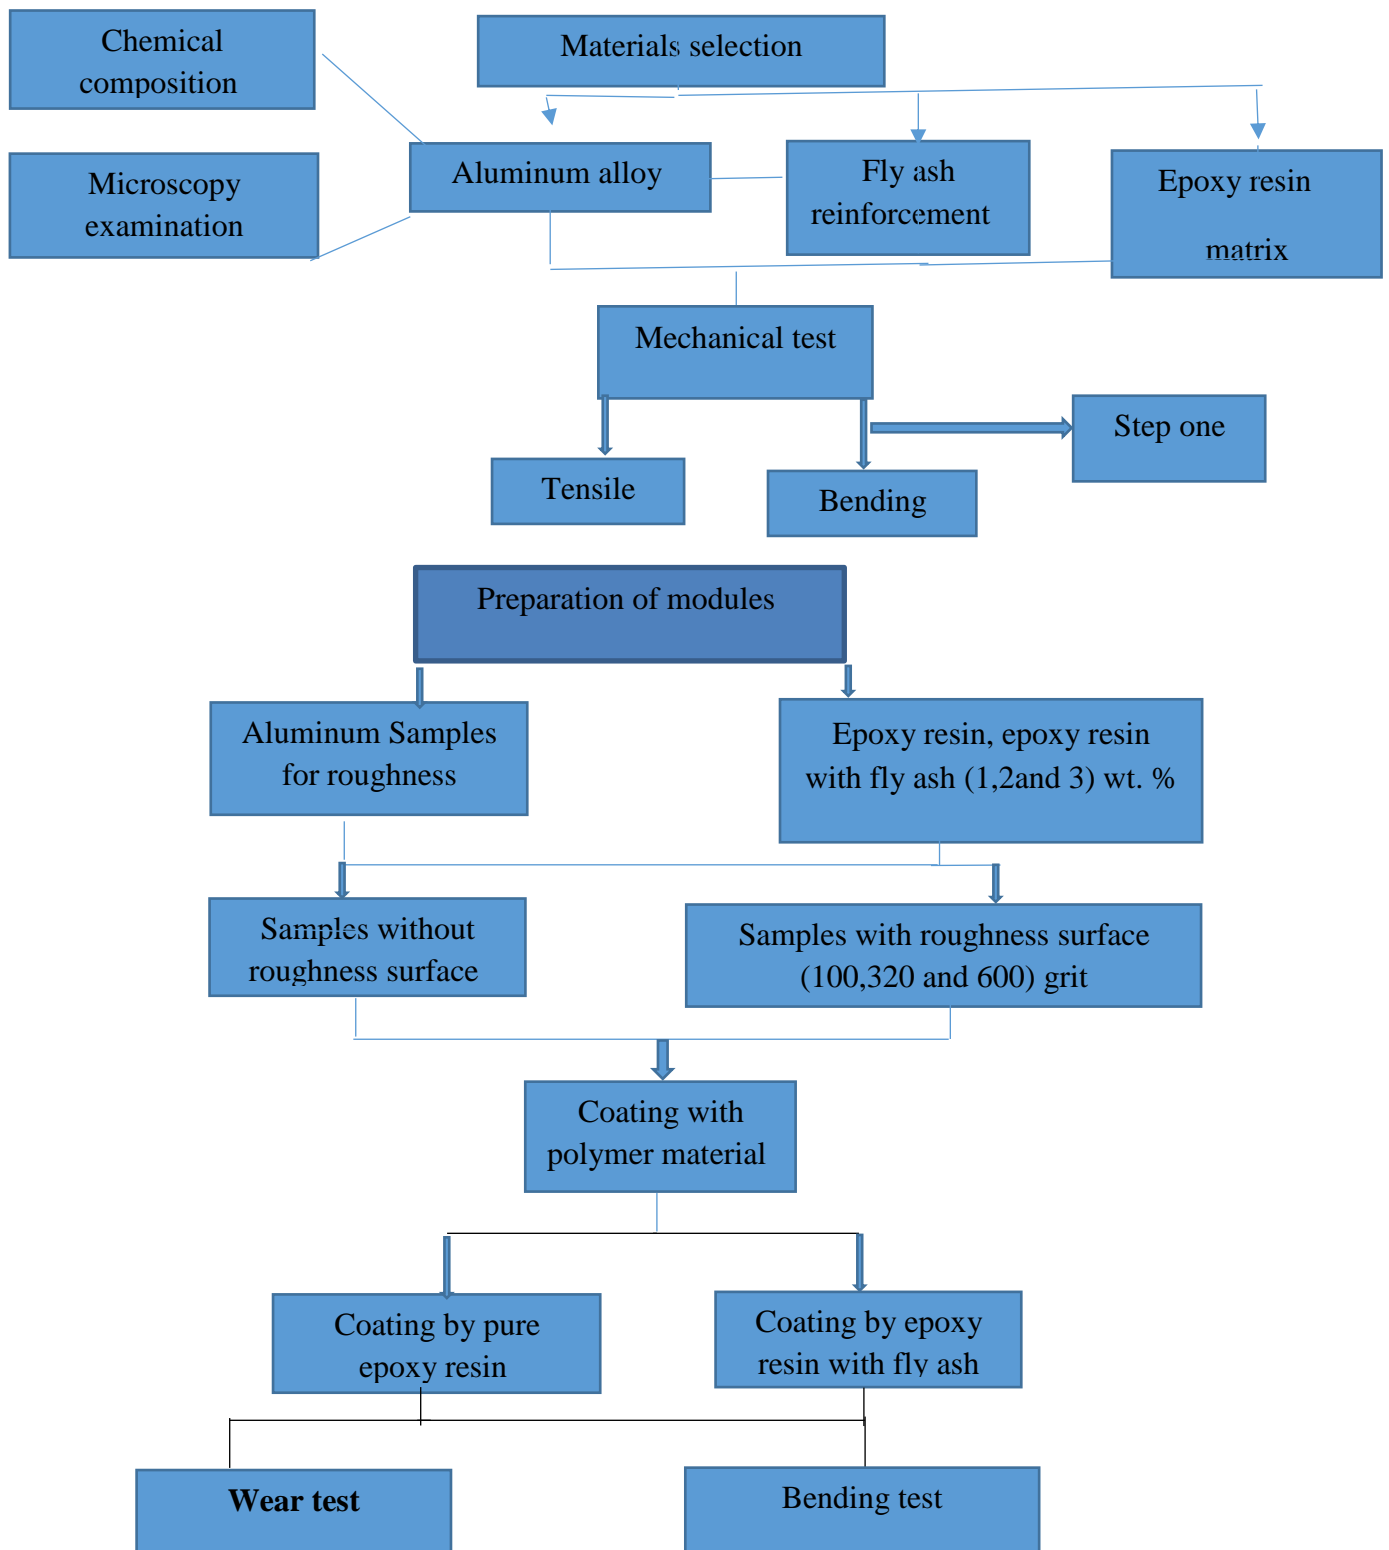 Chemical
composition
Materials selection
Microscopy
examination
Aluminum alloy
Fly ash
reinforcement
Epoxy resin
matrix
Mechanical test
Step one
Tensile
Bending
Preparation of modules
Aluminum Samples
for roughness
Epoxy resin, epoxy resin
with fly ash (1,2and 3) wt. %
Samples without
roughness surface
Samples with roughness surface
(100,320 and 600) grit
Coating with
polymer material
Coating by pure
epoxy resin
Coating by epoxy
resin with fly ash
Wear test
Bending test